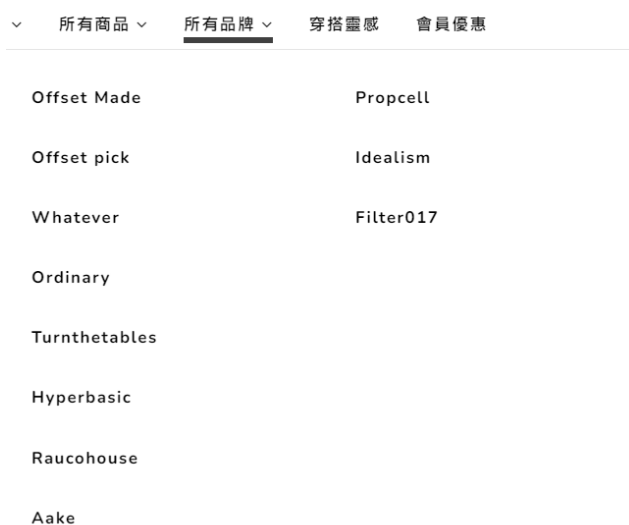 所有商品 所有品牌 穿搭靈感 會員優惠
Offset Made
Offset pick
Whatever
Ordinary
Turnthetables
Hyperbasic
Raucohouse
Aake
Propcell
Idealism
Filter017